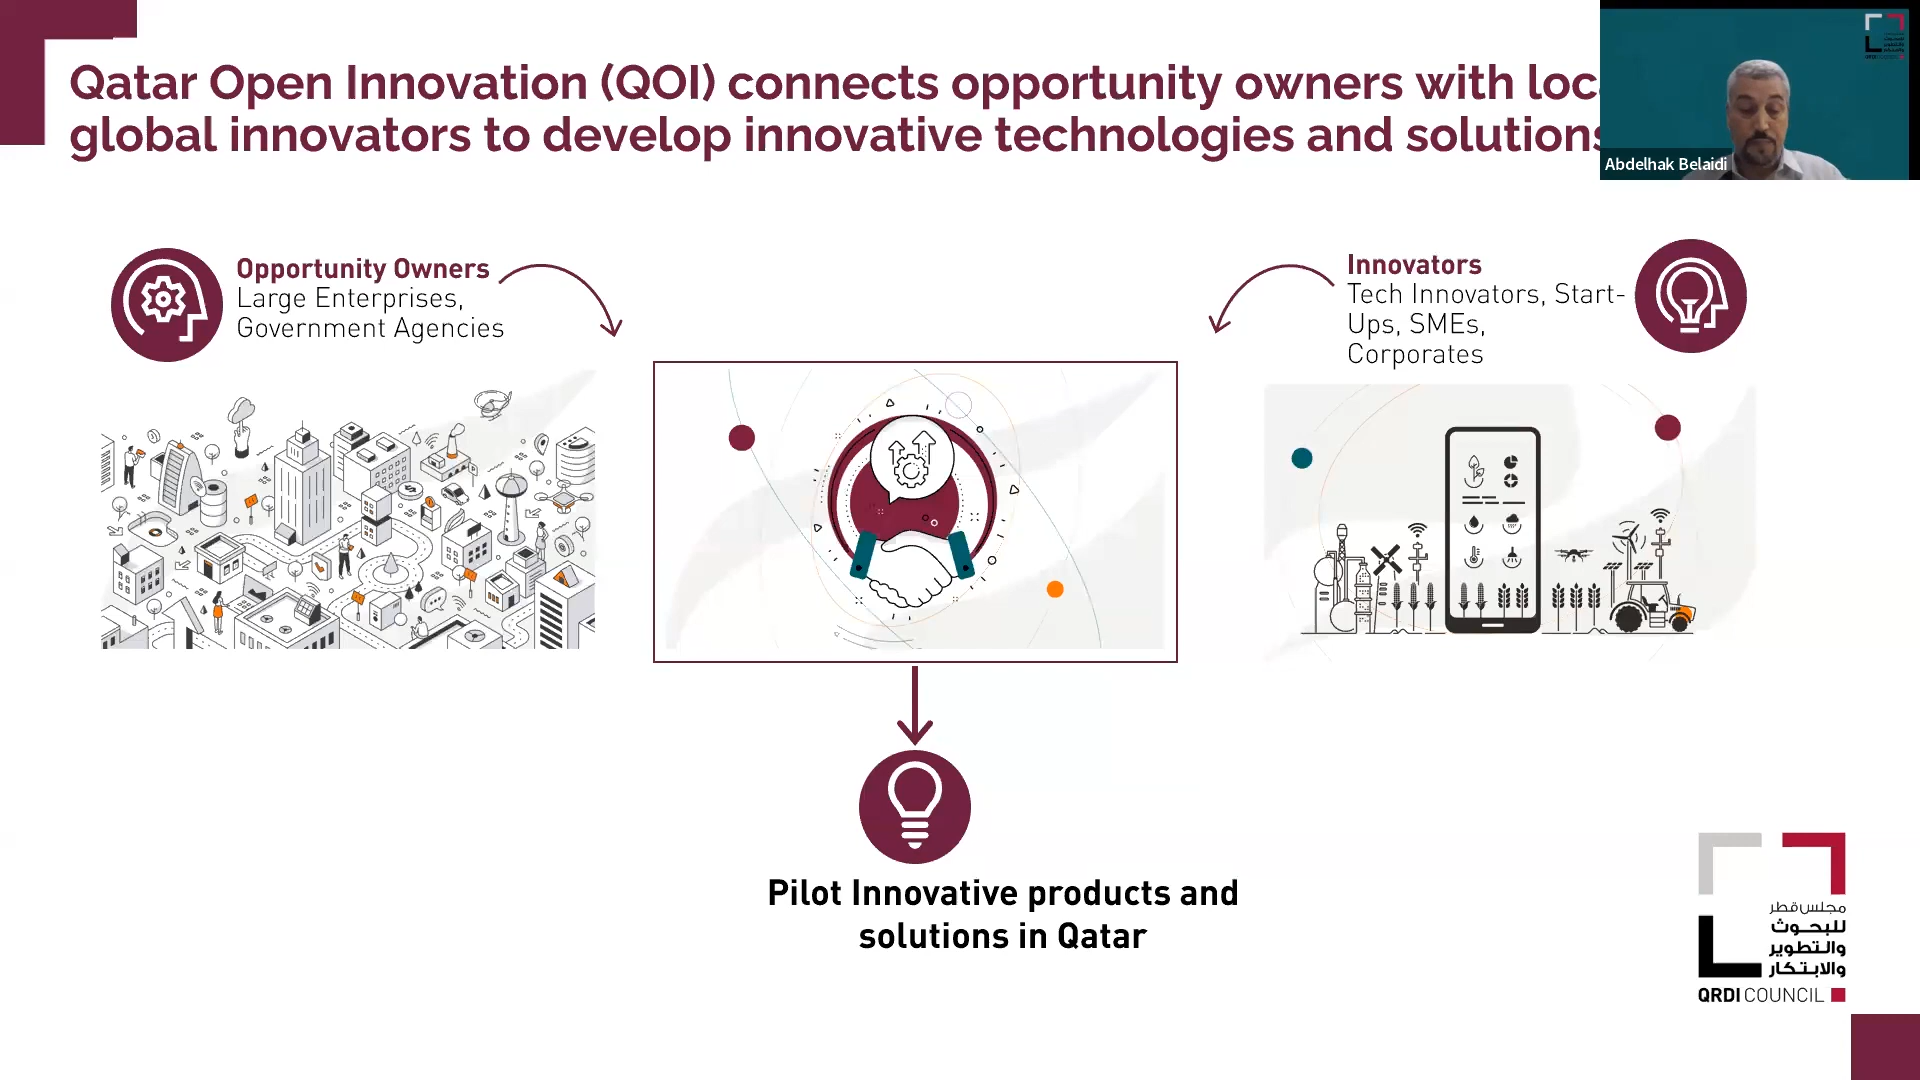 Qatar Open Innovation (QOI) connects opportunity owners with loc
global innovators to develop innovative technologies and solutions
Abdelhak Belaidi
Opportunity Owners
Large Enterprises,
Government Agencies
Innovators
Tech Innovators, Start-
Ups, SMEs,
Corporates
Pilot Innovative products and
solutions in Qatar
مجلس قطر
للبحوث
والتطوير
والابتكار
QRDI COUNCIL